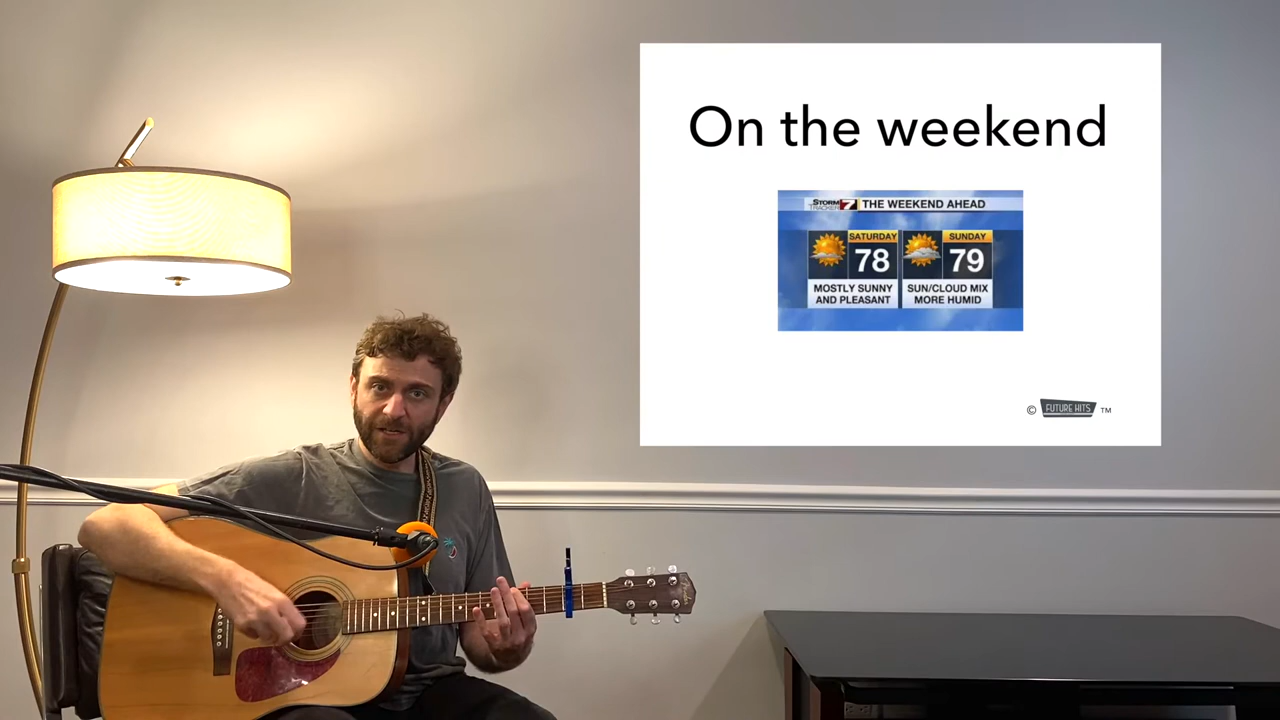 On the weekend
STORM TRACKER 7 THE WEEKEND AHEAD
SATURDAY SUNDAY
78 79
MOSTLY SUNNY SUN/CLOUD MIX
AND PLEASANT MORE HUMID
© FUTURE HITS TM